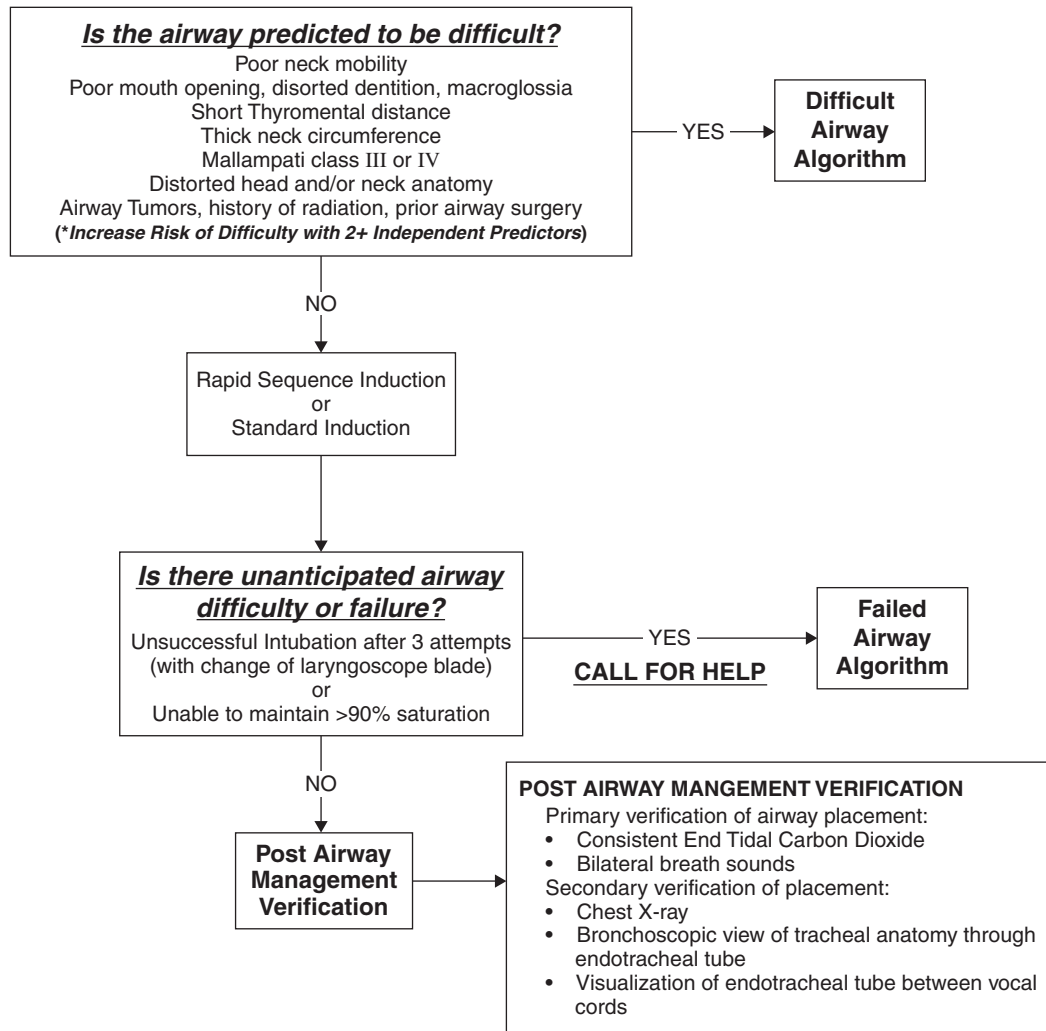 Is the airway predicted to be difficult?
Poor neck mobility
Poor mouth opening, disorted dentition, macroglossia
Short Thyromental distance
Thick neck circumference
Mallampati class III or IV
Distorted head and/or neck anatomy
Airway Tumors, history of radiation, prior airway surgery
(*Increase Risk of Difficulty with 2+ Independent Predictors)
YES
Difficult
Airway
Algorithm
NO
Rapid Sequence Induction
or
Standard Induction
Is there unanticipated airway
difficulty or failure?
Unsuccessful Intubation after 3 attempts
(with change of laryngoscope blade)
or
Unable to maintain >90% saturation
YES
CALL FOR HELP
Failed
Airway
Algorithm
NO
Post Airway
Management
Verification
POST AIRWAY MANGEMENT VERIFICATION
Primary verification of airway placement:
• Consistent End Tidal Carbon Dioxide
• Bilateral breath sounds
Secondary verification of placement:
• Chest X-ray
• Bronchoscopic view of tracheal anatomy through
endotracheal tube
• Visualization of endotracheal tube between vocal
cords